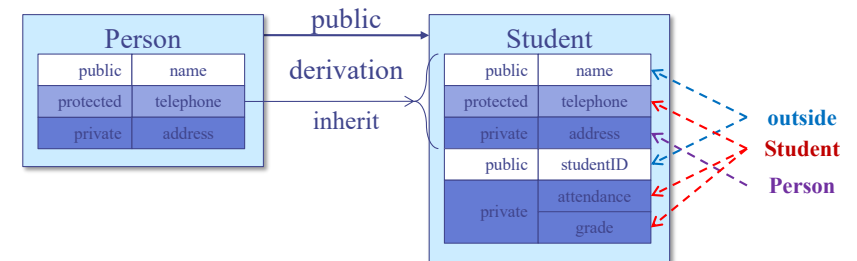 Person
public name
protected telephone
private address
public
derivation
inherit
Student
public name
protected telephone
private address
public studentID
private attendance
grade
outside
Student
Person